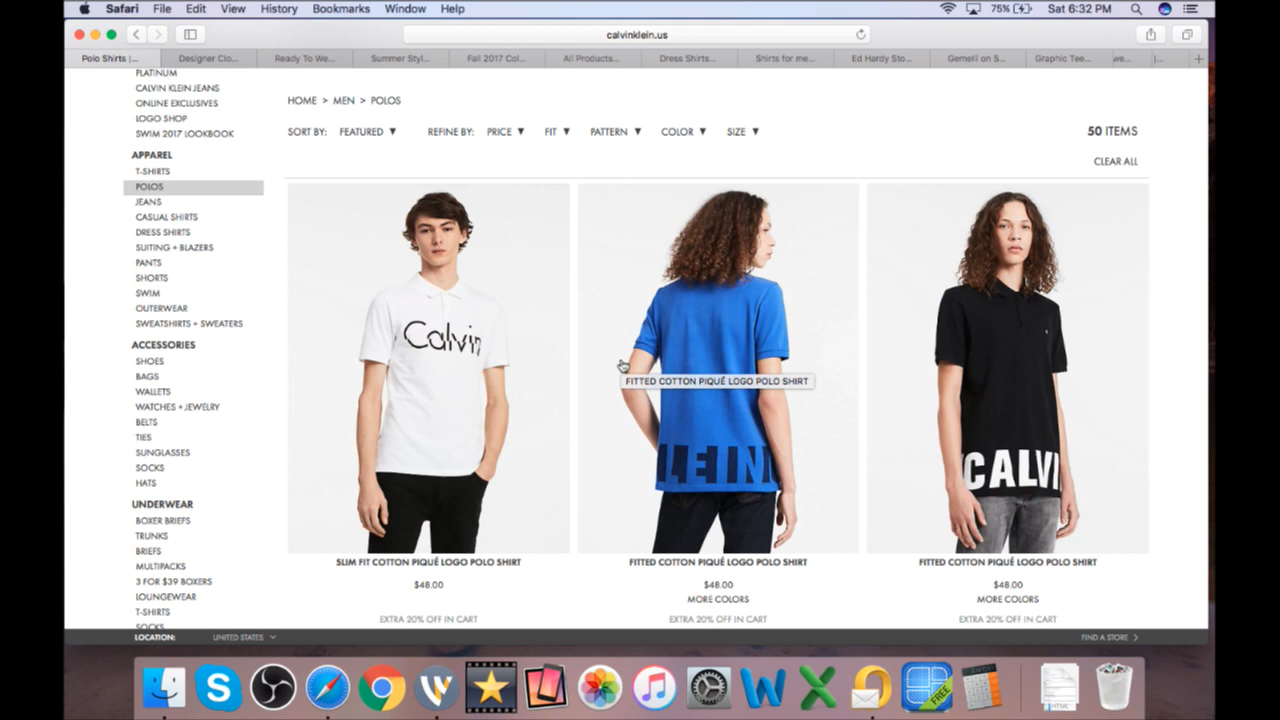 Safari File Edit View History Bookmarks Window Help 75% Sat 6:32 PM
calvinklein.us
Polo Shirts |... Designer Clo... Ready To We... Summer Styl... Fall 2017 Col... All Products... Dress Shirts... Shirts for me... Ed Hardy Sto... Gemelli on S... Graphic Tee... we... |...
PLATINUM
CALVIN KLEIN JEANS
ONLINE EXCLUSIVES
LOGO SHOP
SWIM 2017 LOOKBOOK
APPAREL
T-SHIRTS
POLOS
JEANS
CASUAL SHIRTS
DRESS SHIRTS
SUITING + BLAZERS
PANTS
SHORTS
SWIM
OUTERWEAR
SWEATSHIRTS + SWEATERS
ACCESSORIES
SHOES
BAGS
WALLETS
WATCHES + JEWELRY
BELTS
TIES
SUNGLASSES
SOCKS
HATS
UNDERWEAR
BOXER BRIEFS
TRUNKS
BRIEFS
MULTIPACKS
3 FOR $39 BOXERS
LOUNGEWEAR
T-SHIRTS
SOCKS
HOME > MEN > POLOS
SORT BY: FEATURED ▼ REFINE BY: PRICE ▼ FIT ▼ PATTERN ▼ COLOR ▼ SIZE ▼ 50 ITEMS
CLEAR ALL
Calvin
FITTED COTTON PIQUÉ LOGO POLO SHIRT
LEIN
CALVI
SLIM FIT COTTON PIQUÉ LOGO POLO SHIRT
$48.00
EXTRA 20% OFF IN CART
FITTED COTTON PIQUÉ LOGO POLO SHIRT
$48.00
MORE COLORS
EXTRA 20% OFF IN CART
FITTED COTTON PIQUÉ LOGO POLO SHIRT
$48.00
MORE COLORS
EXTRA 20% OFF IN CART
LOCATION: UNITED STATES FIND A STORE
FREE
HTML